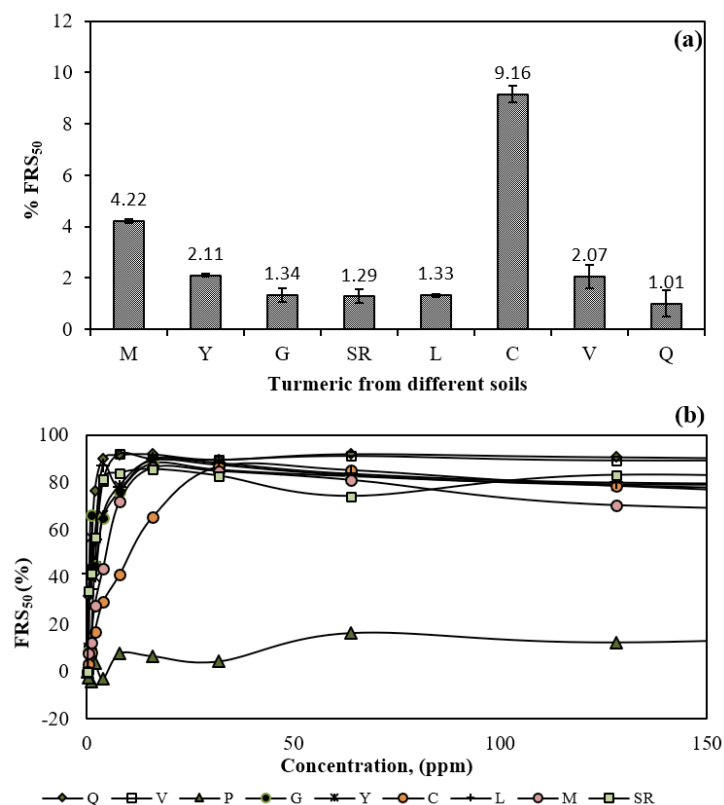 (a)
12
10
8
6
4
2
0
% FRS50
4.22
2.11
1.34
1.29
1.33
9.16
2.07
1.01
M Y G SR L C V Q
Turmeric from different soils
(b)
100
80
60
40
20
0
-20
FRS50 (%)
0 50 100 150
Concentration, (ppm)
Q V P G Y C L M SR